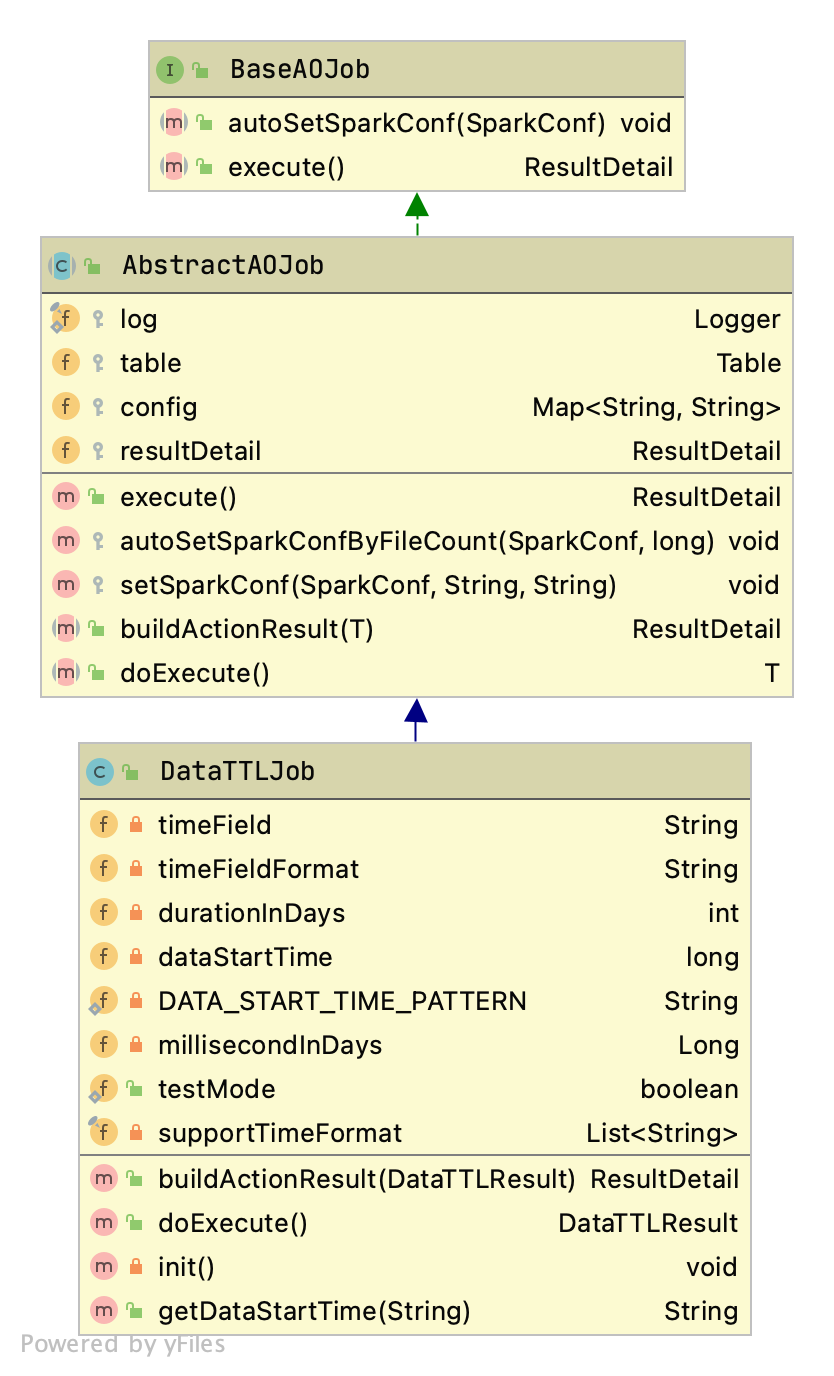 I BaseAOJob
m autoSetSparkConf(SparkConf) void
m execute() ResultDetail
C AbstractAOJob
f log Logger
f table Table
f config Map<String, String>
f resultDetail ResultDetail
m execute() ResultDetail
m autoSetSparkConfByFileCount(SparkConf, long) void
m setSparkConf(SparkConf, String, String) void
m buildActionResult(T) ResultDetail
m doExecute() T
C DataTTLJob
f timeField String
f timeFieldFormat String
f durationInDays int
f dataStartTime long
f DATA_START_TIME_PATTERN String
f millisecondInDays Long
f testMode boolean
f supportTimeFormat List<String>
m buildActionResult(DataTTLResult) ResultDetail
m doExecute() DataTTLResult
m init() void
m getDataStartTime(String) String
Powered by yFiles